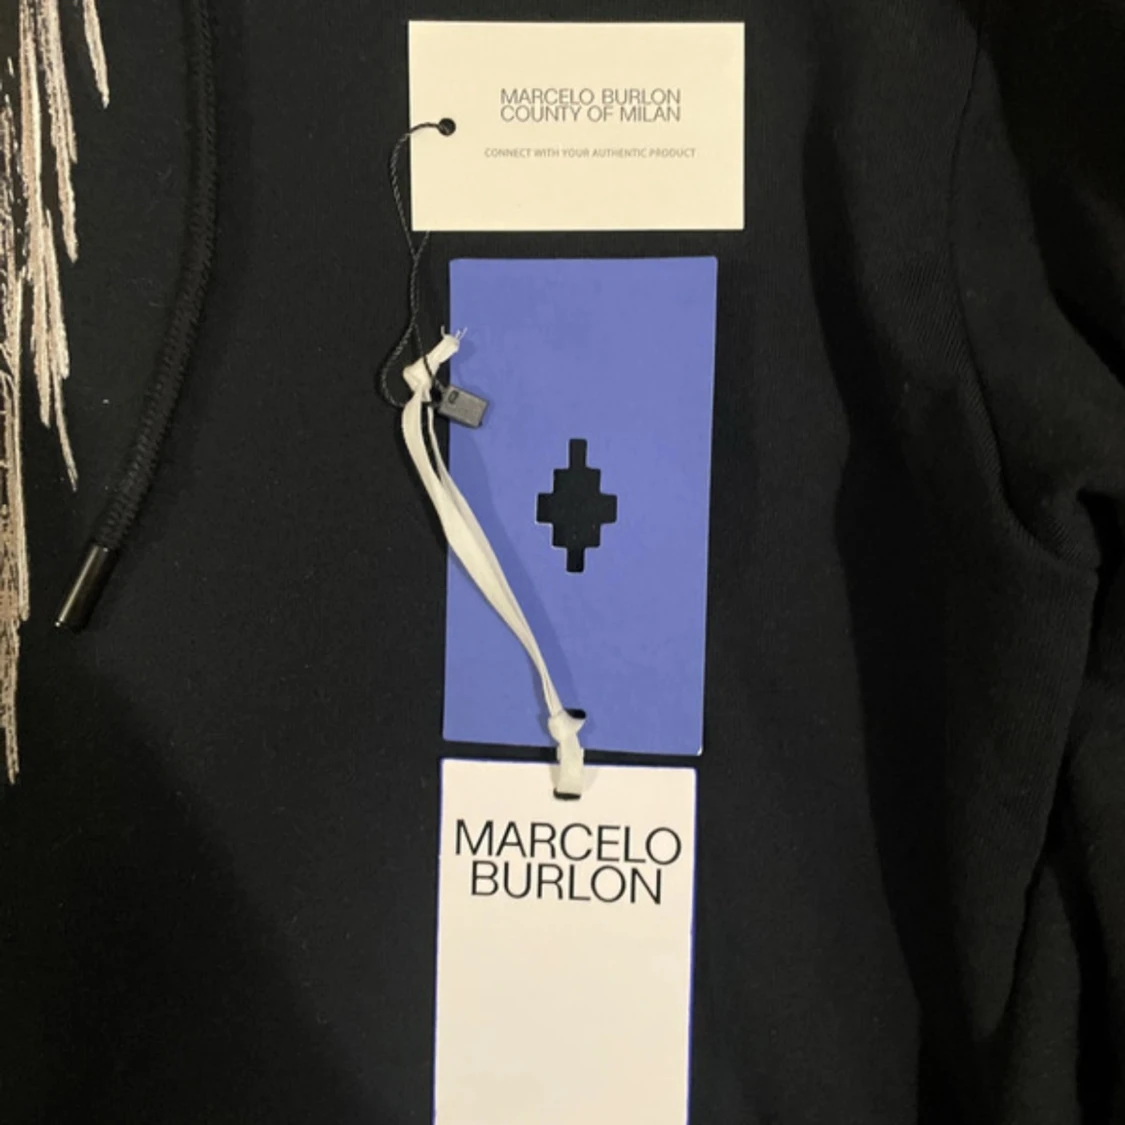 MARCELO BURLON
COUNTY OF MILAN
CONNECT WITH YOUR AUTHENTIC PRODUCT
MARCELO
BURLON